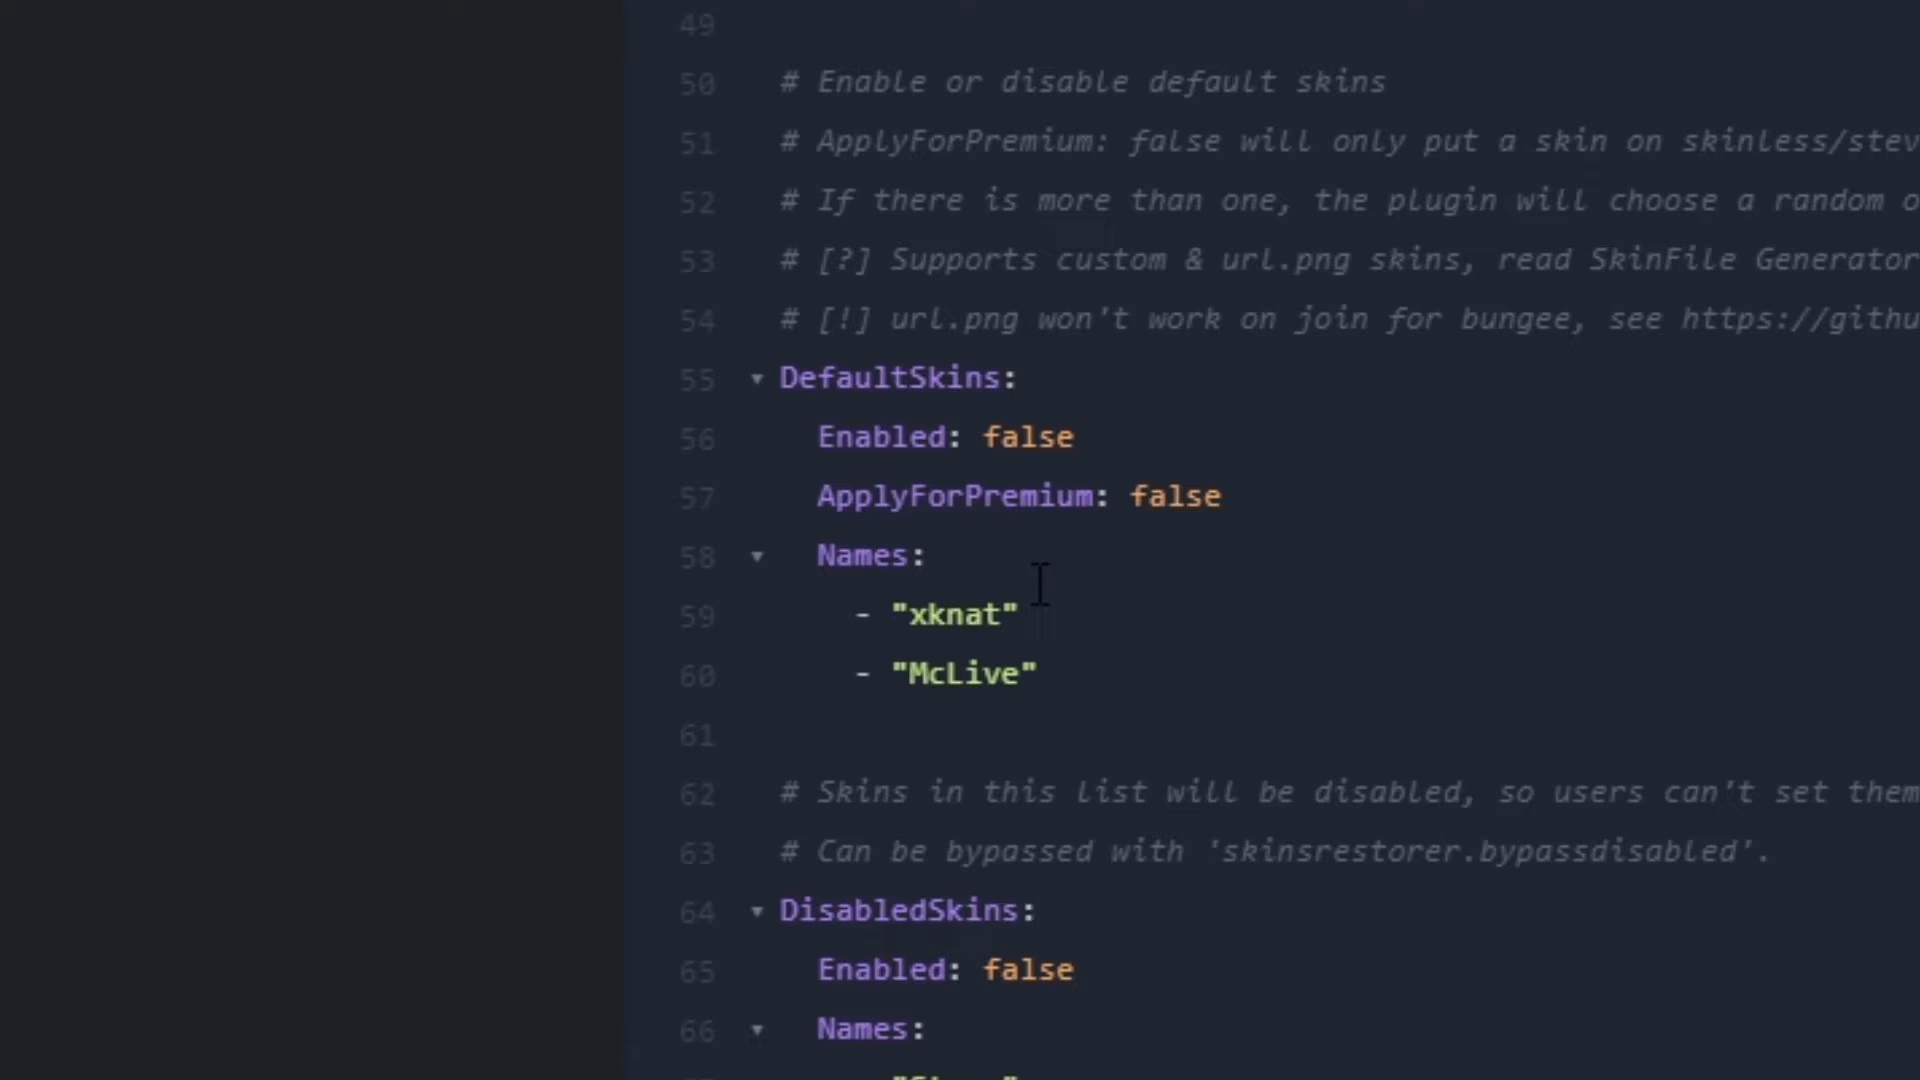 49
50 # Enable or disable default skins
51 # ApplyForPremium: false will only put a skin on skinless/stev
52 # If there is more than one, the plugin will choose a random o
53 # [?] Supports custom & url.png skins, read SkinFile Generator
54 # [!] url.png won't work on join for bungee, see https://githu
55 DefaultSkins:
56 Enabled: false
57 ApplyForPremium: false
58 Names:
59 - "xknat"
60 - "McLive"
61
62 # Skins in this list will be disabled, so users can't set them
63 # Can be bypassed with 'skinsrestorer.bypassdisabled'.
64 DisabledSkins:
65 Enabled: false
66 Names: